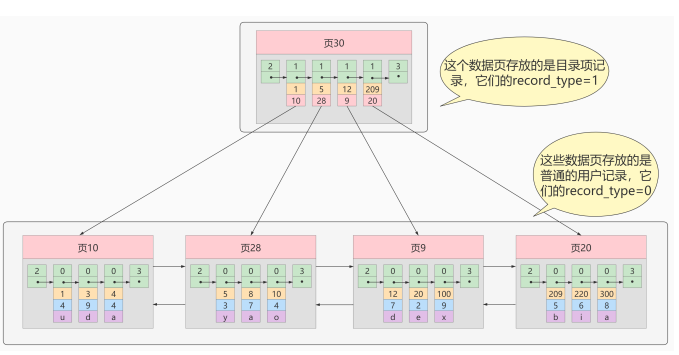 页30
2 1 1 1 1 3
1 5 12 209
10 28 9 20
这个数据页存放的是目录项记
录，它们的record_type=1
这些数据页存放的是
普通的用户记录，它
们的record_type=0
页10
2 0 0 0 3
1 3 4
4 9 4
u d a
页28
2 0 0 0 3
5 8 10
3 7 4
y a o
页9
2 0 0 0 3
12 20 100
7 2 9
d e x
页20
2 0 0 0 3
209 220 300
5 6 8
b i a